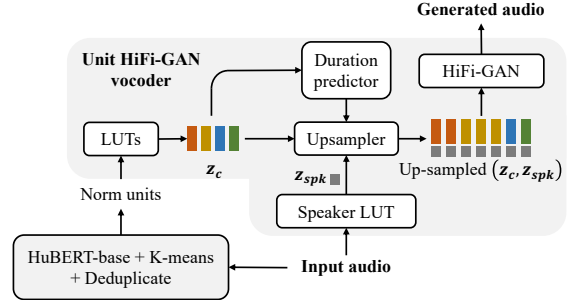 Generated audio
Unit HiFi-GAN
vocoder
Duration
predictor
HiFi-GAN
LUTs
Upsampler
z_c
z_spk
Up-sampled (z_c, z_spk)
Norm units
Speaker LUT
HuBERT-base + K-means
+ Deduplicate
Input audio